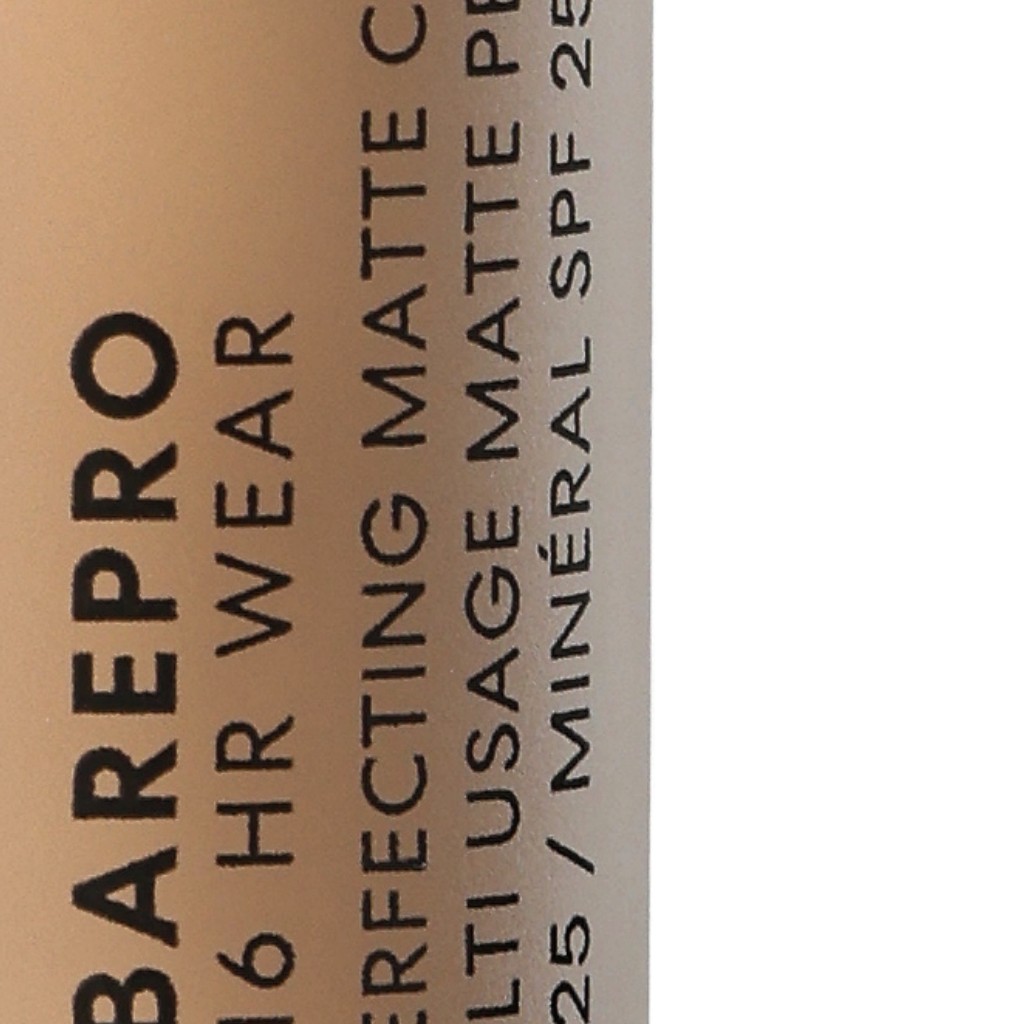 BAREPRO
16 HR WEAR
ERFECTING MATTE C
LTI USAGE MATTE PE
25 / MINÉRAL SPF 25